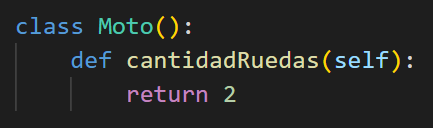 class Moto():
    def cantidadRuedas(self):
        return 2